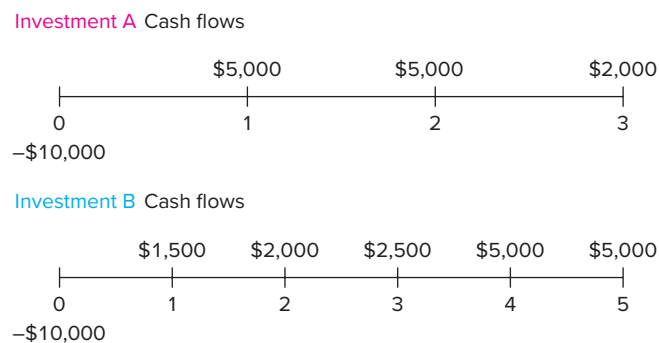 Investment A Cash flows
$5,000 $5,000 $2,000
0 1 2 3
–$10,000
Investment B Cash flows
$1,500 $2,000 $2,500 $5,000 $5,000
0 1 2 3 4 5
–$10,000